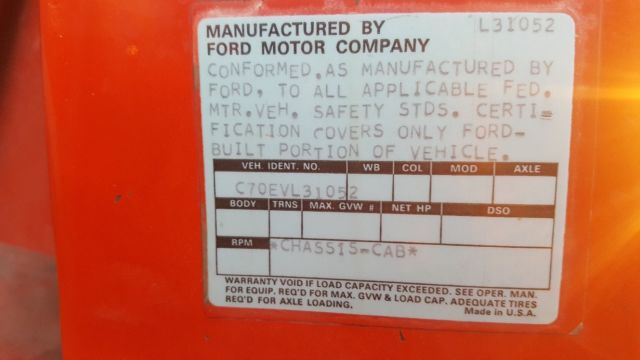 MANUFACTURED BY L31052
FORD MOTOR COMPANY
CONFORMED, AS MANUFACTURED BY
FORD, TO ALL APPLICABLE FED.
MTR.VEH. SAFETY STDS. CERTI=
FICATION COVERS ONLY FORD-
BUILT PORTION OF VEHICLE.
VEH. IDENT. NO. WB COL MOD AXLE
C70EVL31052
BODY TRNS MAX. GVW # NET HP DSO
RPM *CHASSIS-CAB*
WARRANTY VOID IF LOAD CAPACITY EXCEEDED. SEE OPER. MAN.
FOR EQUIP. REQ'D FOR MAX. GVW & LOAD CAP. ADEQUATE TIRES
REQ'D FOR AXLE LOADING. Made in U.S.A.